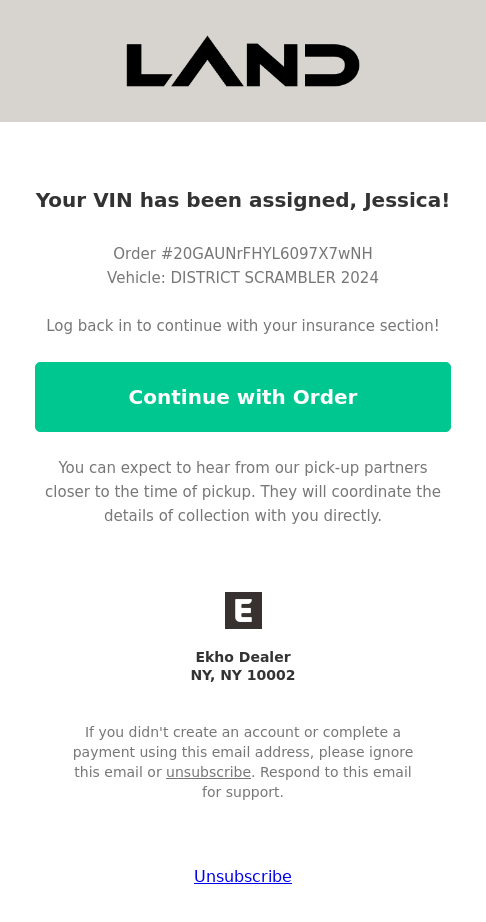 LAND
Your VIN has been assigned, Jessica!
Order #20GAUNrFHYL6097X7wNH
Vehicle: DISTRICT SCRAMBLER 2024
Log back in to continue with your insurance section!
Continue with Order
You can expect to hear from our pick-up partners
closer to the time of pickup. They will coordinate the
details of collection with you directly.
E
Ekho Dealer
NY, NY 10002
If you didn't create an account or complete a
payment using this email address, please ignore
this email or unsubscribe. Respond to this email
for support.
Unsubscribe